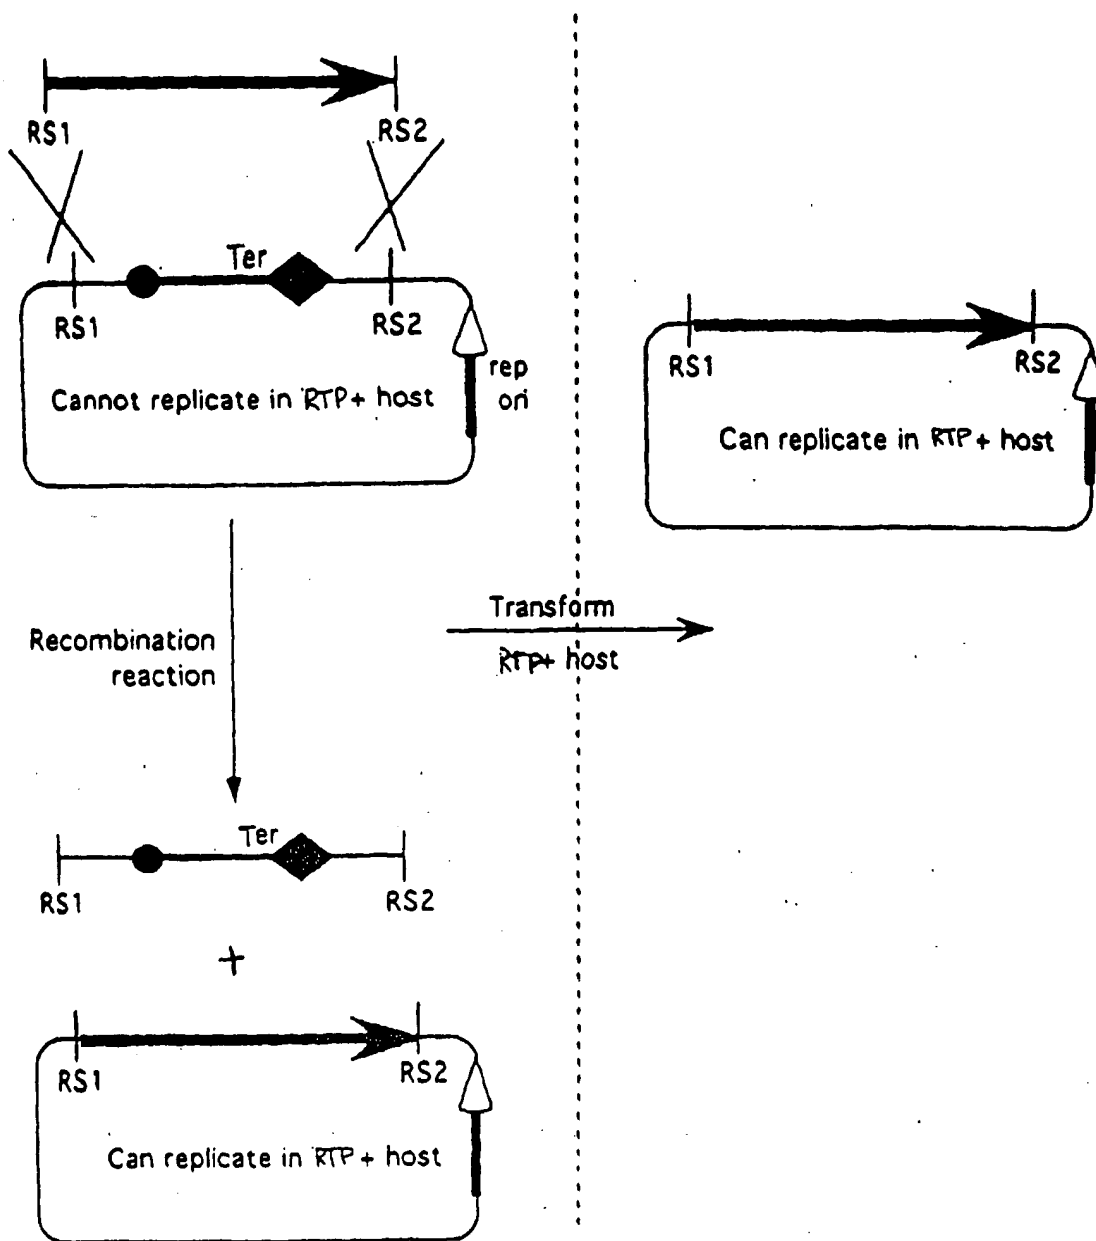 RS1
RS2
Ter
RS1
RS2
rep
ori
Cannot replicate in RTP+ host
Recombination
reaction
Transform
RTP+ host
RS1
RS2
Can replicate in RTP+ host
Ter
RS1
RS2
+
RS1
RS2
Can replicate in RTP+ host